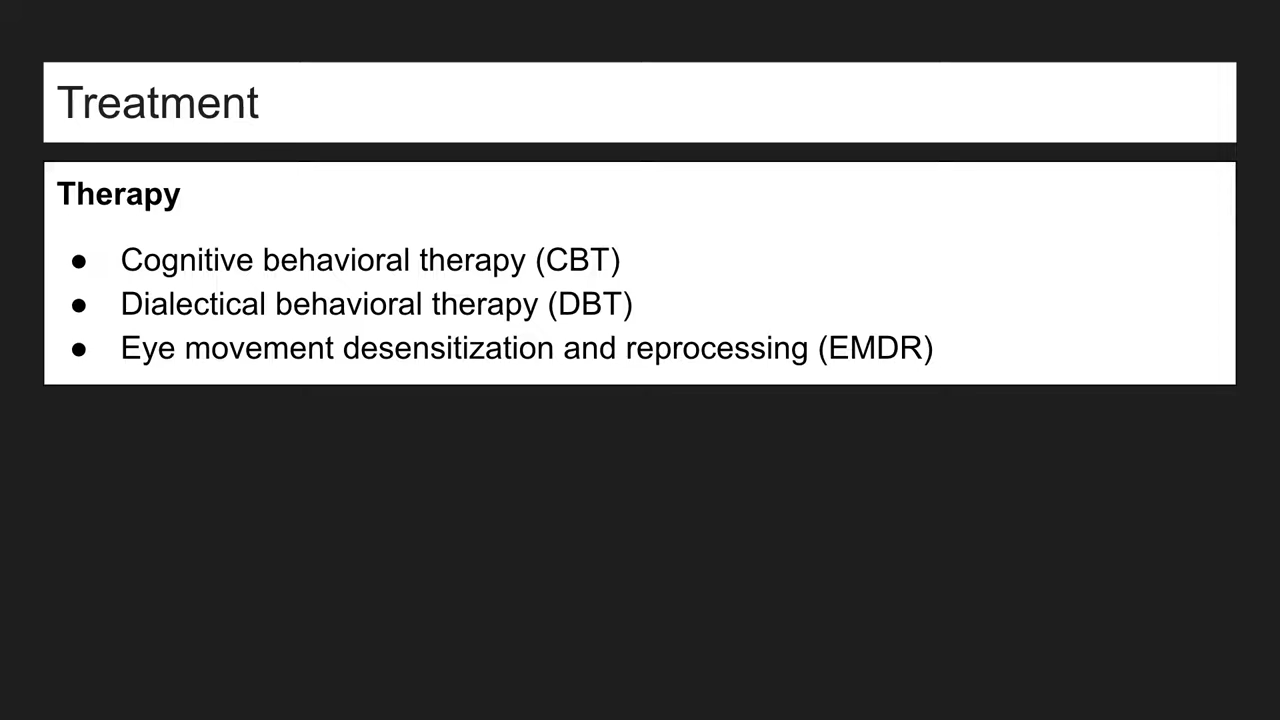 Treatment
Therapy
● Cognitive behavioral therapy (CBT)
● Dialectical behavioral therapy (DBT)
● Eye movement desensitization and reprocessing (EMDR)